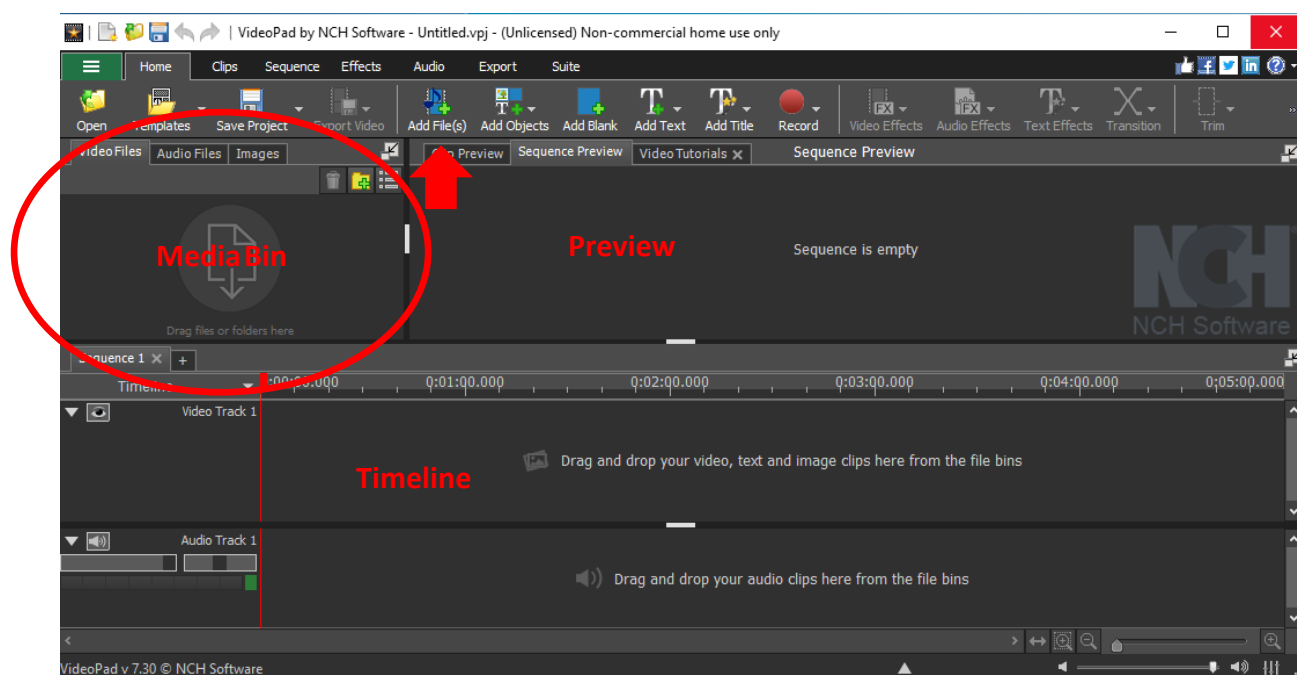 VideoPad by NCH Software - Untitled.vpj - (Unlicensed) Non-commercial home use only
Home Clips Sequence Effects Audio Export Suite
Open Templates Save Project Export Video Add File(s) Add Objects Add Blank Add Text Add Title Record Video Effects Audio Effects Text Effects Transition Trim
Video Files Audio Files Images Clip Preview Sequence Preview Video Tutorials Sequence Preview
Media Bin
Preview
Sequence is empty
NCH
NCH Software
Drag files or folders here
Sequence 1
Timeline 0:00:00.000 0:01:00.000 0:02:00.000 0:03:00.000 0:04:00.000 0:05:00.000
Video Track 1
Drag and drop your video, text and image clips here from the file bins
Timeline
Audio Track 1
Drag and drop your audio clips here from the file bins
VideoPad v 7.30 © NCH Software